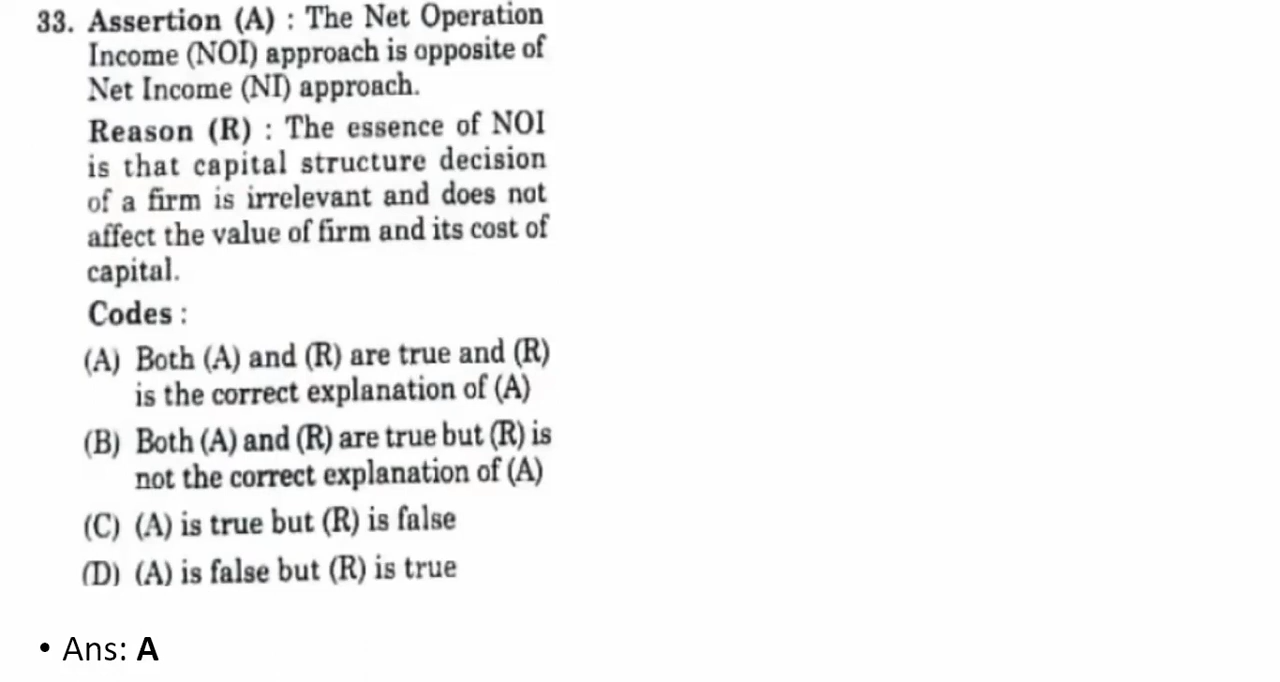 33. Assertion (A) : The Net Operation
Income (NOI) approach is opposite of
Net Income (NI) approach.
Reason (R) : The essence of NOI
is that capital structure decision
of a firm is irrelevant and does not
affect the value of firm and its cost of
capital.
Codes :
(A) Both (A) and (R) are true and (R)
is the correct explanation of (A)
(B) Both (A) and (R) are true but (R) is
not the correct explanation of (A)
(C) (A) is true but (R) is false
(D) (A) is false but (R) is true
• Ans: A